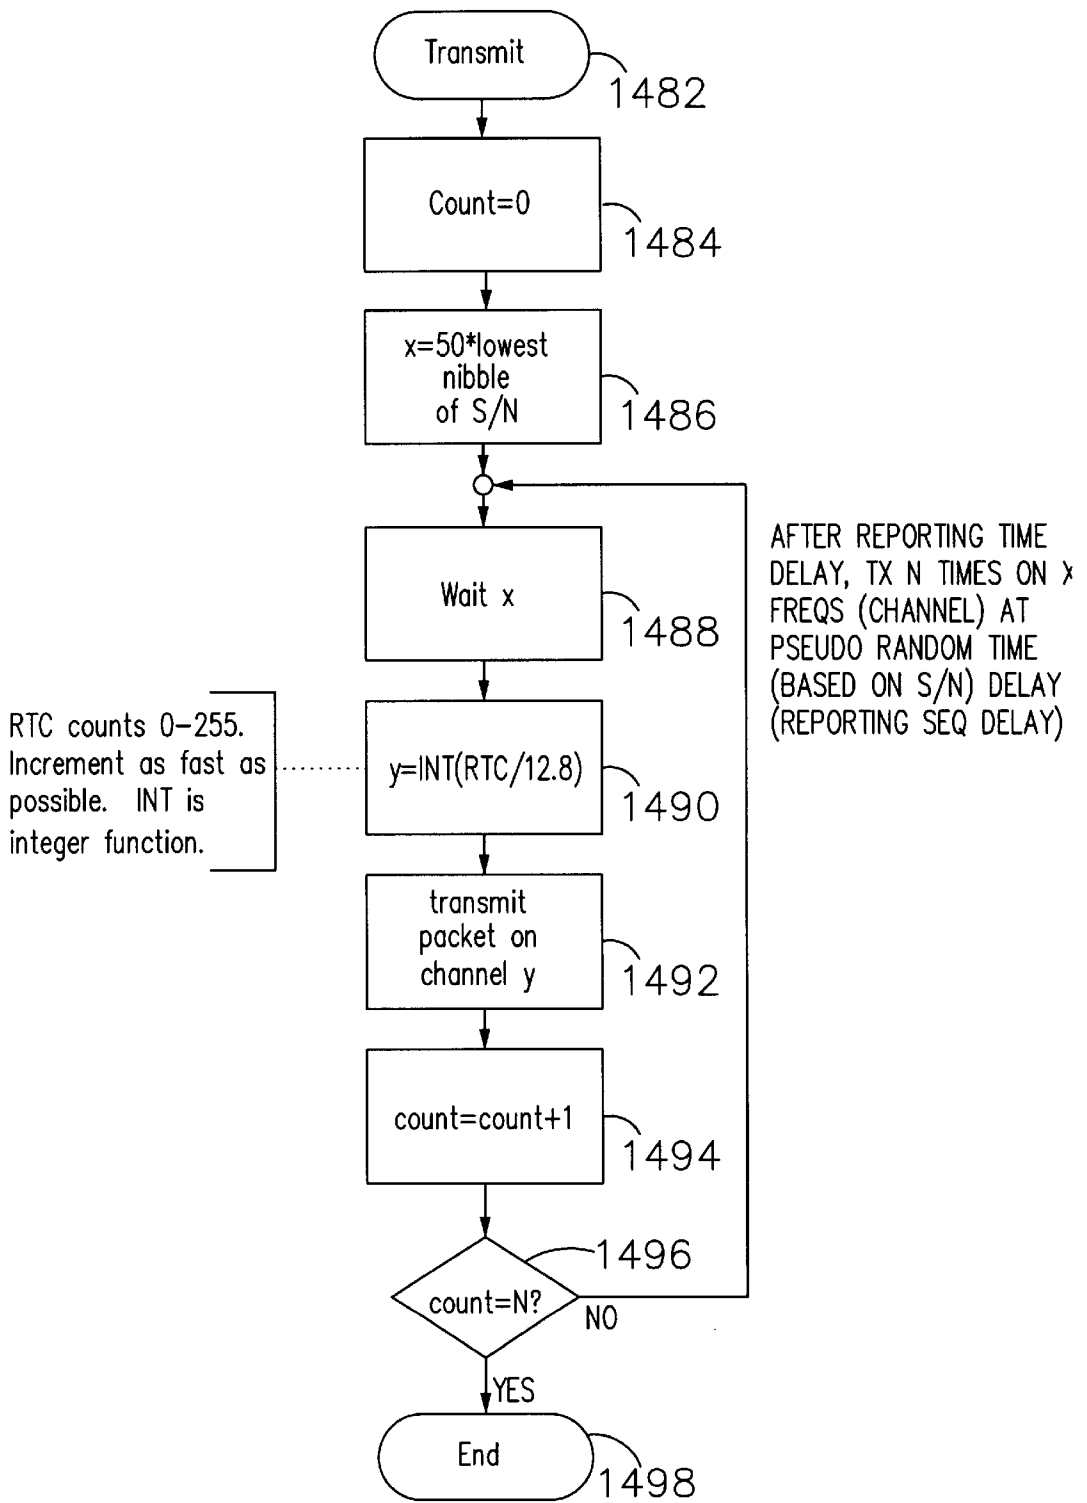 Transmit
1482
Count=0
1484
x=50*lowest
nibble
of S/N
1486
Wait x
1488
AFTER REPORTING TIME
DELAY, TX N TIMES ON X
FREQS (CHANNEL) AT
PSEUDO RANDOM TIME
(BASED ON S/N) DELAY
(REPORTING SEQ DELAY)
RTC counts 0-255.
Increment as fast as
possible. INT is
integer function.
y=INT(RTC/12.8)
1490
transmit
packet on
channel y
1492
count=count+1
1494
1496
count=N?
NO
YES
End
1498